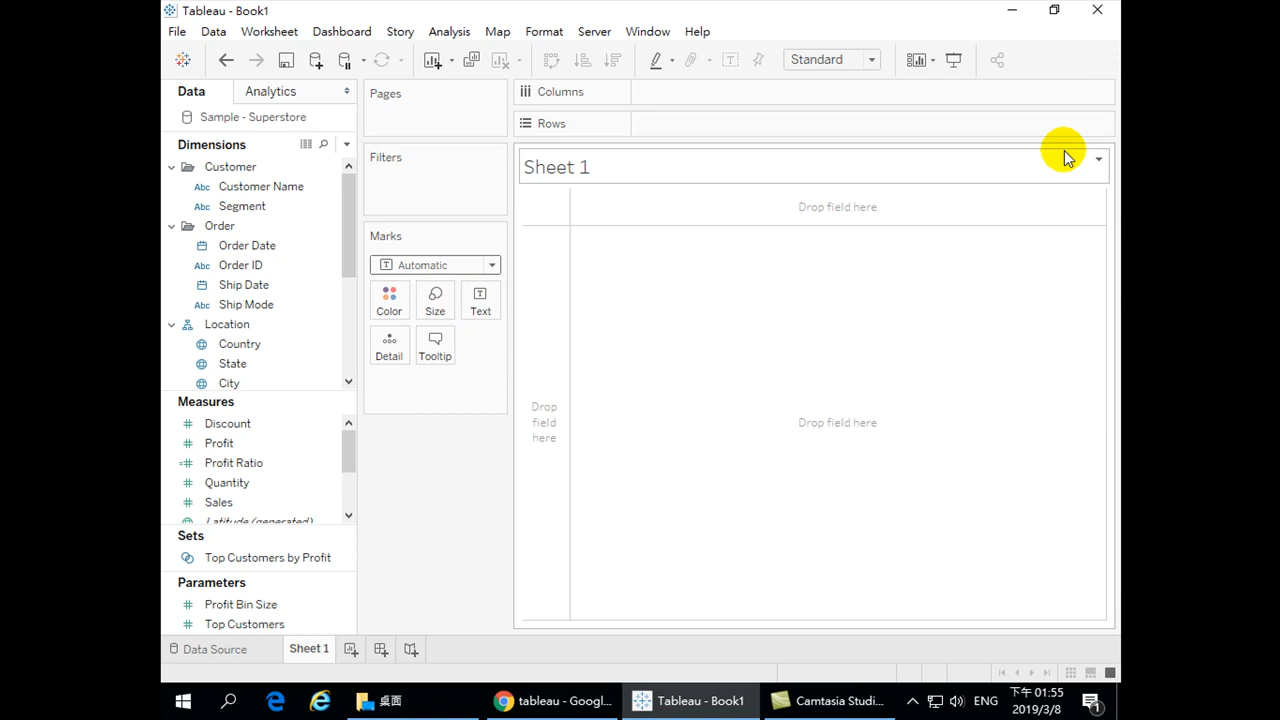 Tableau - Book1
File Data Worksheet Dashboard Story Analysis Map Format Server Window Help
Standard
Data Analytics
Sample - Superstore
Dimensions
Customer
Abc Customer Name
Abc Segment
Order
Order Date
Abc Order ID
Ship Date
Abc Ship Mode
Location
Country
State
City
Measures
Discount
Profit
Profit Ratio
Quantity
Sales
Latitude (generated)
Sets
Top Customers by Profit
Parameters
Profit Bin Size
Top Customers
Pages
Filters
Marks
Automatic
Color Size Text
Detail Tooltip
Columns
Rows
Sheet 1
Drop field here
Drop
field
here
Drop field here
Data Source Sheet 1
桌面
tableau - Googl...
Tableau - Book1
Camtasia Studi...
ENG
下午 01:55
2019/3/8
1